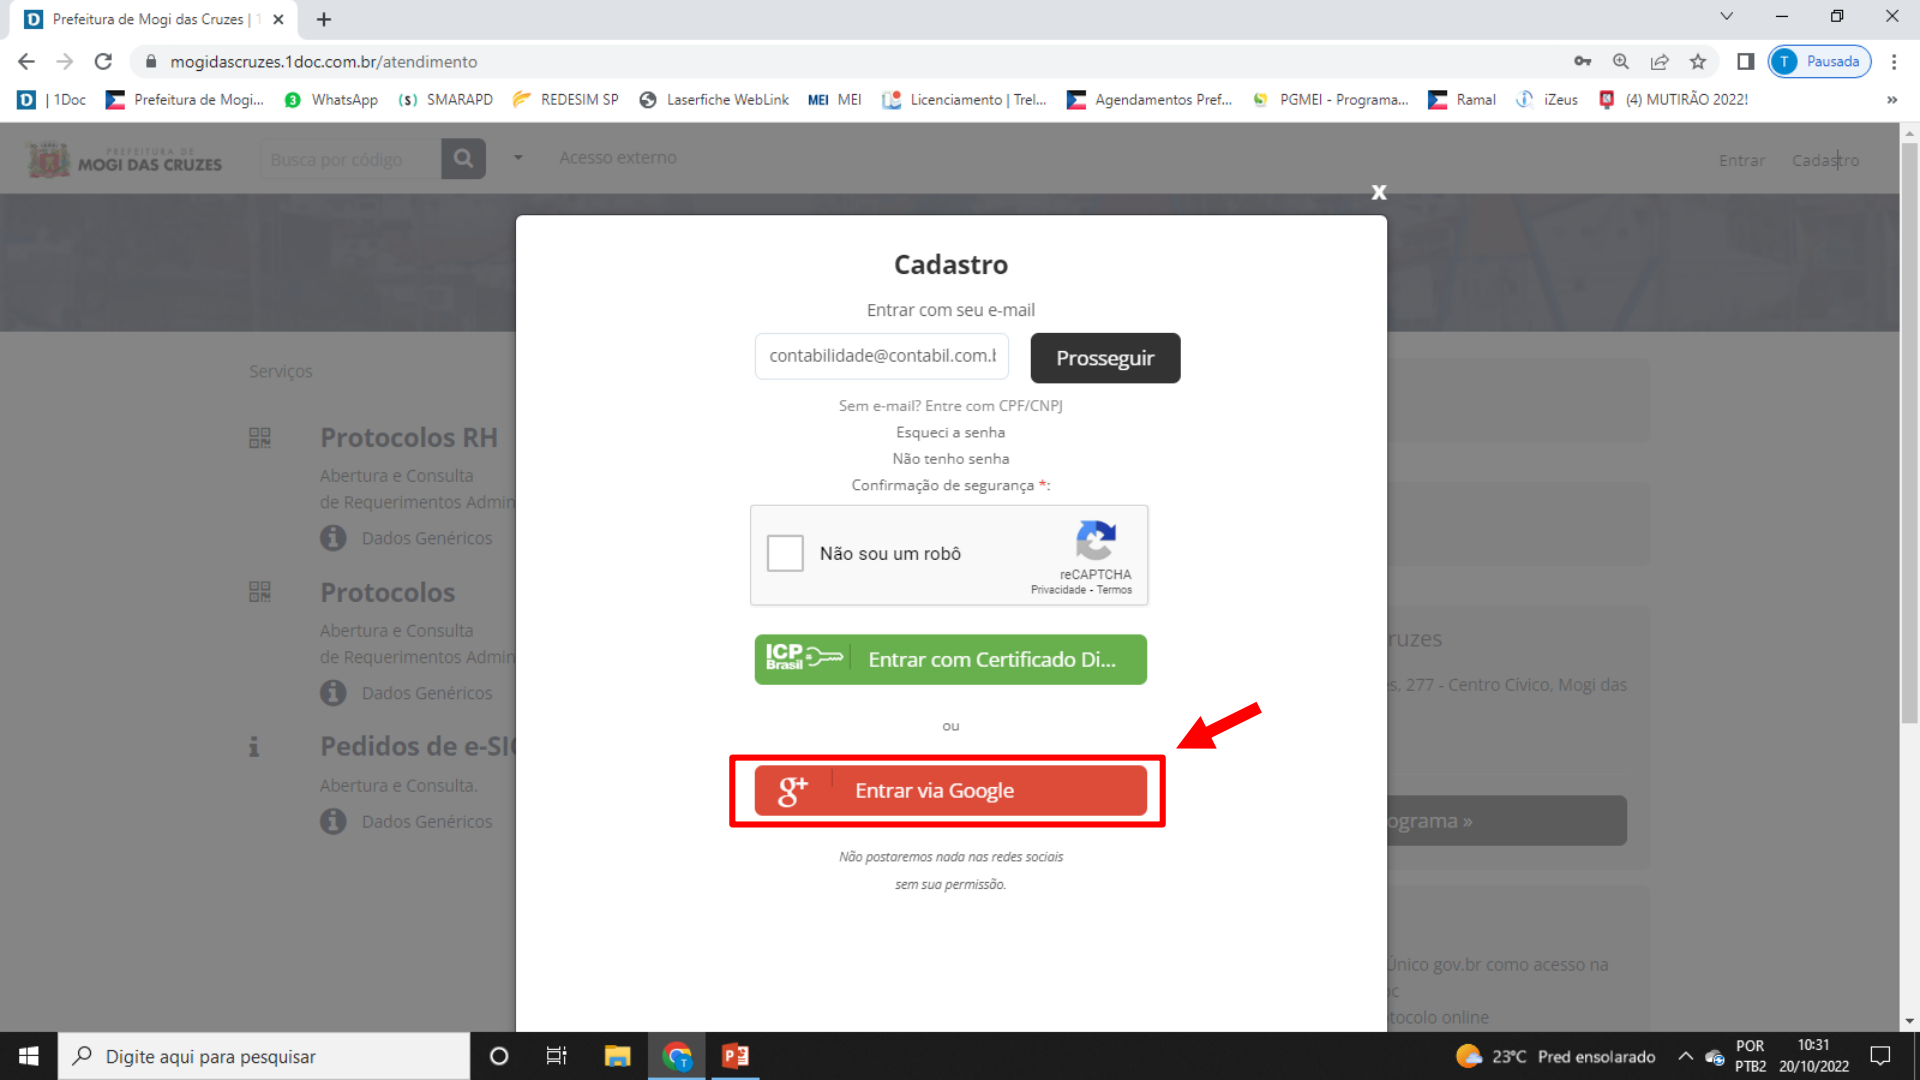 Prefeitura de Mogi das Cruzes |
mogidascruzes.1doc.com.br/atendimento
T Pausada
| 1Doc Prefeitura de Mogi... 3 WhatsApp (s) SMARAPD REDESIM SP Laserfiche WebLink MEI MEI Licenciamento | Trel... Agendamentos Pref... PGMEI - Programa... Ramal iZeus (4) MUTIRÃO 2022! »
PREFEITURA DE
MOGI DAS CRUZES
Busca por código
Acesso externo
Entrar Cadastro
x
Cadastro
Entrar com seu e-mail
contabilidade@contabil.com.b
Prosseguir
Sem e-mail? Entre com CPF/CNPJ
Esqueci a senha
Não tenho senha
Confirmação de segurança *:
Não sou um robô
reCAPTCHA
Privacidade - Termos
ICP
Brasil
Entrar com Certificado Di...
ou
g+ Entrar via Google
Não postaremos nada nas redes sociais
sem sua permissão.
Serviços
Protocolos RH
Abertura e Consulta
de Requerimentos Admin
Dados Genéricos
Protocolos
Abertura e Consulta
de Requerimentos Admin
Dados Genéricos
Pedidos de e-SIC
Abertura e Consulta.
Dados Genéricos
ruzes
s, 277 - Centro Cívico, Mogi das
ograma »
Único gov.br como acesso na
oc
tocolo online
Digite aqui para pesquisar
23°C Pred ensolarado
POR
PTB2
10:31
20/10/2022